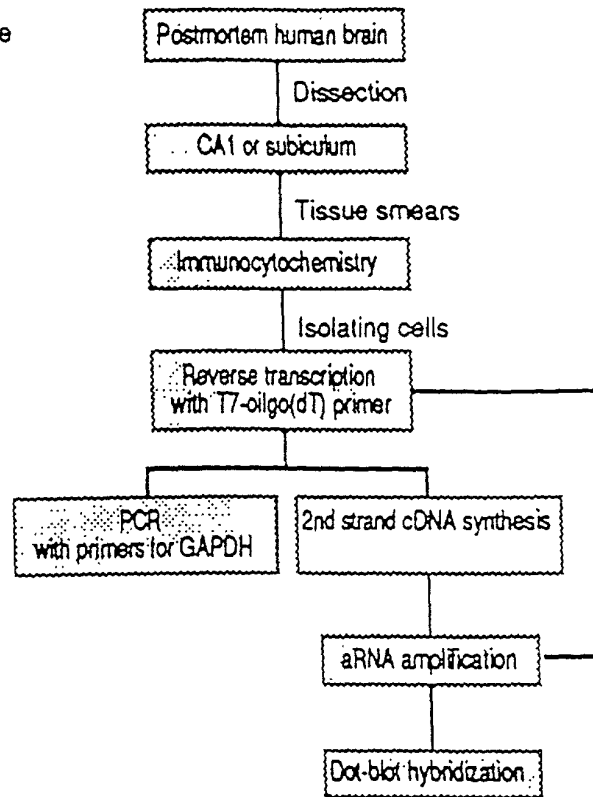 e
Postmortem human brain
Dissection
CA1 or subiculum
Tissue smears
Immunocytochemistry
Isolating cells
Reverse transcription
with T7-oilgo(dT) primer
PCR
with primers for GAPDH
2nd strand cDNA synthesis
aRNA amplification
Dot-blot hybridization